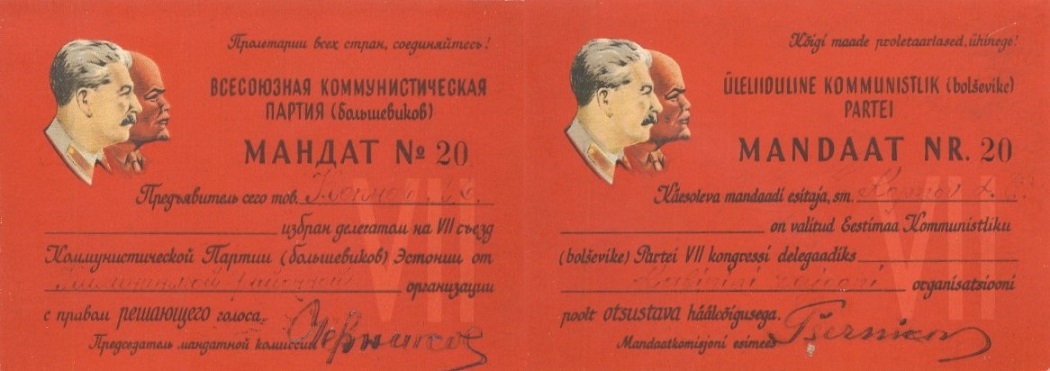 Пролетарии всех стран, соединяйтесь!
ВСЕСОЮЗНАЯ КОММУНИСТИЧЕСКАЯ
ПАРТИЯ (большевиков)
МАНДАТ № 20
Предъявитель сего тов.
избран делегатом на VII съезд
Коммунистической Партии (большевиков) Эстонии от
организации
с правом решающего голоса.
Председатель мандатной комиссии
VII
Kõigi maade proletaarlased, ühinege!
ÜLELIIDULINE KOMMUNISTLIK (bolševike)
PARTEI
MANDAAT NR. 20
Käesoleva mandaadi esitaja, sm.
on valitud Eestimaa Kommunistliku
(bolševike) Partei VII kongressi delegaadiks
organisatsiooni
poolt otsustava hääleõigusega.
Mandaatkomisjoni esimees
VII